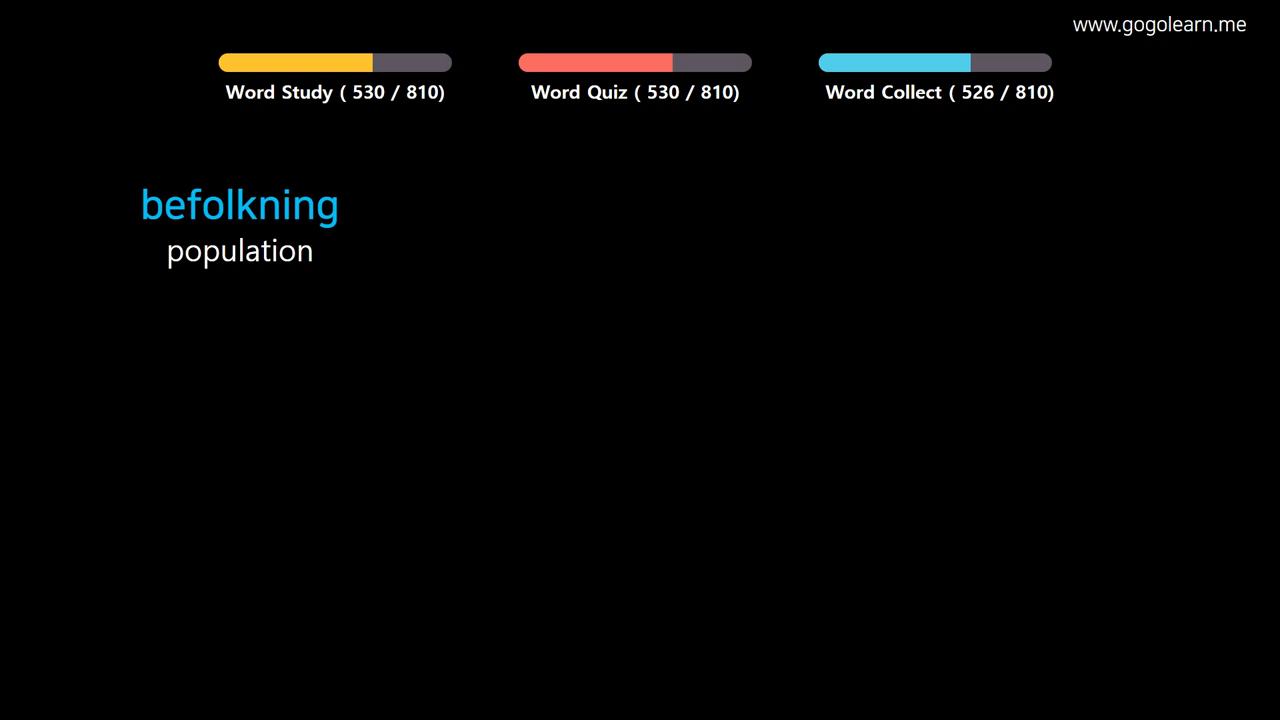 www.gogolearn.me
Word Study ( 530 / 810)
Word Quiz ( 530 / 810)
Word Collect ( 526 / 810)
befolkning
population